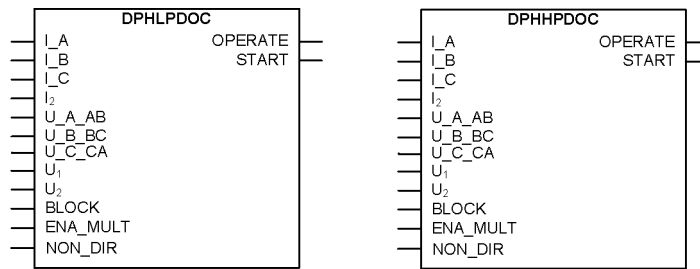 DPHLPDOC
I_A
I_B
I_C
I₂
U_A_AB
U_B_BC
U_C_CA
U₁
U₂
BLOCK
ENA_MULT
NON_DIR
OPERATE
START
DPHHPDOC
I_A
I_B
I_C
I₂
U_A_AB
U_B_BC
U_C_CA
U₁
U₂
BLOCK
ENA_MULT
NON_DIR
OPERATE
START